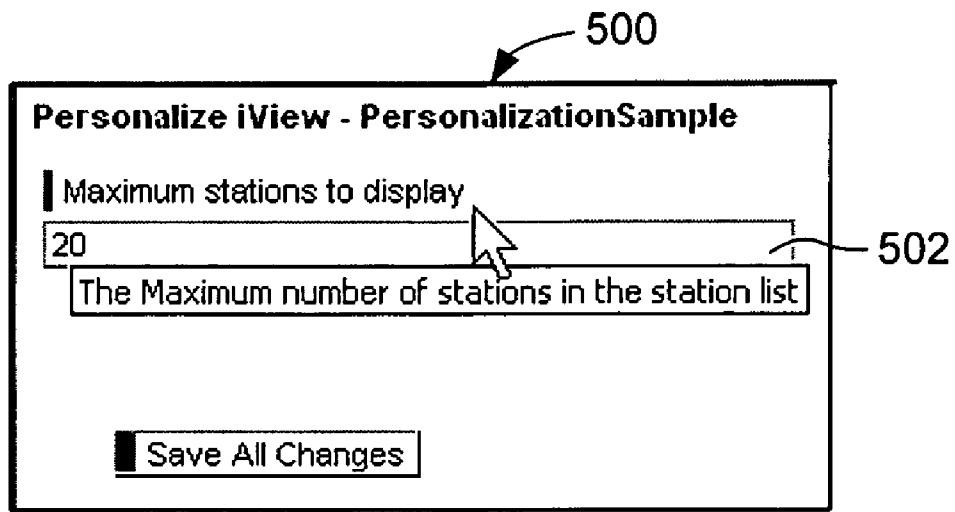 500
Personalize iView - PersonalizationSample
Maximum stations to display
20
502
The Maximum number of stations in the station list
Save All Changes